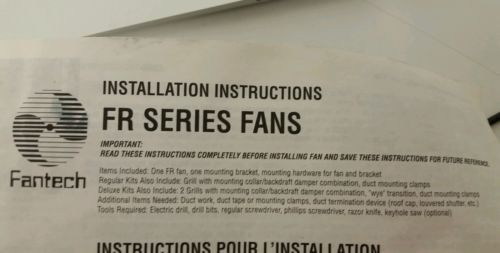 INSTALLATION INSTRUCTIONS
FR SERIES FANS
IMPORTANT:
READ THESE INSTRUCTIONS COMPLETELY BEFORE INSTALLING FAN AND SAVE THESE INSTRUCTIONS FOR FUTURE REFERENCE.
Fantech
Items Included: One FR fan, one mounting bracket, mounting hardware for fan and bracket
Regular Kits Also Include: Grill with mounting collar/backdraft damper combination, duct mounting clamps
Deluxe Kits Also Include: 2 Grills with mounting collar/backdraft damper combination, "wye" transition, duct mounting clamps
Additional Items Needed: Duct work, duct tape or mounting clamps, duct termination device (roof cap, louvered shutter, etc.)
Tools Required: Electric drill, drill bits, regular screwdriver, phillips screwdriver, razor knife, keyhole saw (optional)
INSTRUCTIONS POUR L'INSTALLATION